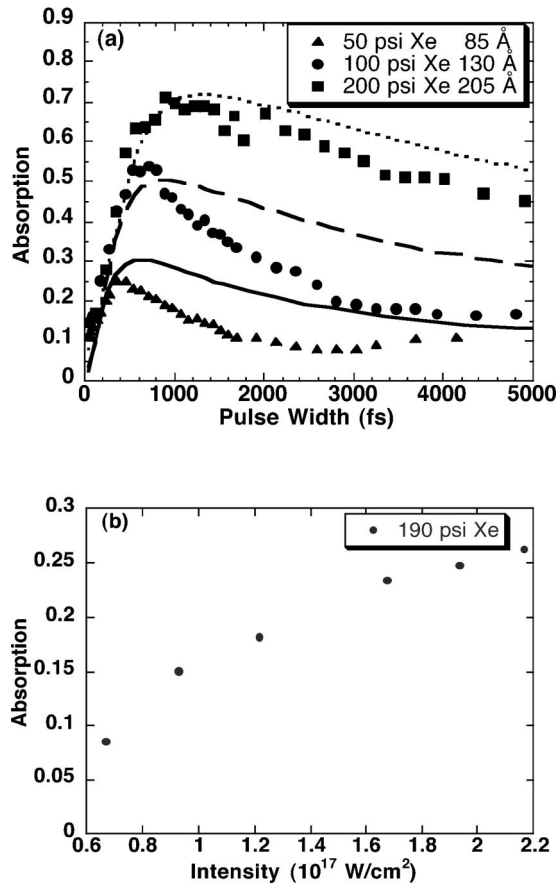 (a)
50 psi Xe 85 Å
100 psi Xe 130 Å
200 psi Xe 205 Å
0.8
0.7
0.6
0.5
0.4
0.3
0.2
0.1
0
Absorption
0 1000 2000 3000 4000 5000
Pulse Width (fs)
(b)
190 psi Xe
0.3
0.25
0.2
0.15
0.1
0.05
0
Absorption
0.6 0.8 1 1.2 1.4 1.6 1.8 2 2.2
Intensity (10¹⁷ W/cm²)